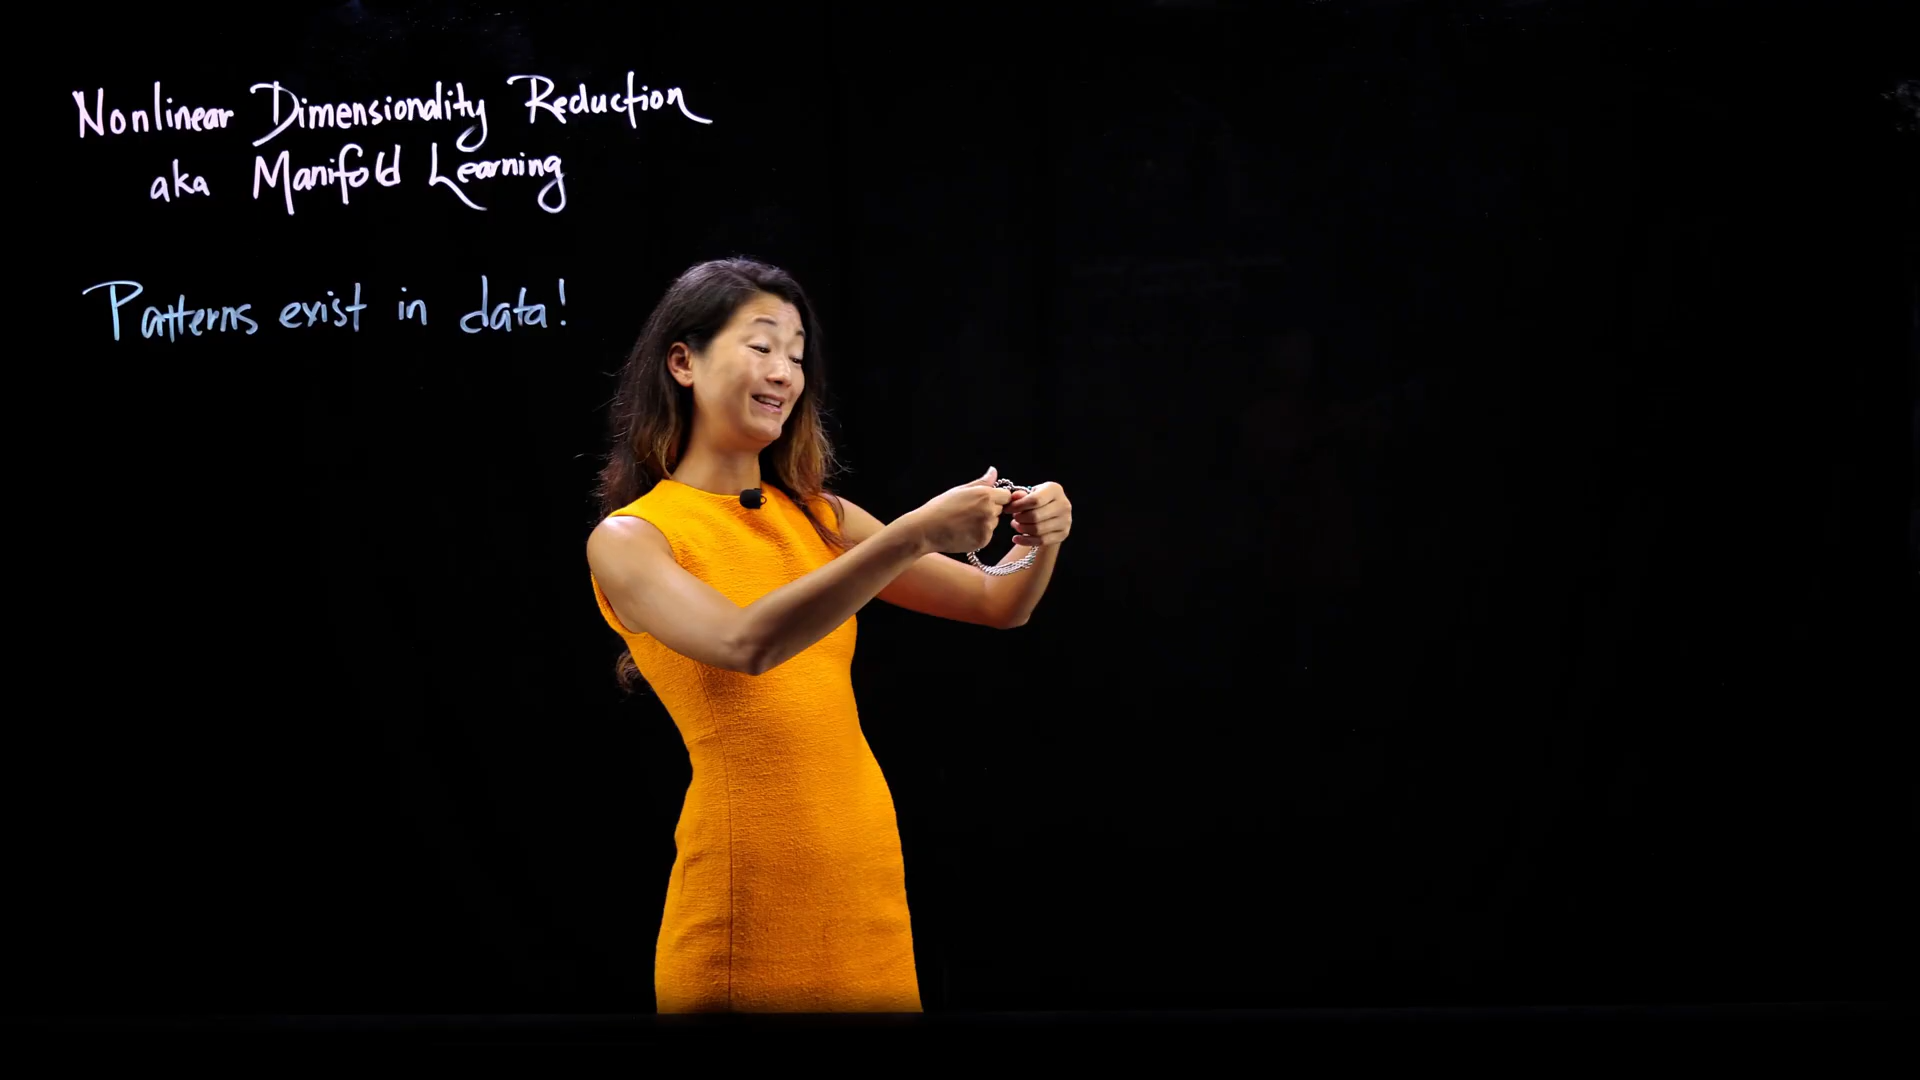 Nonlinear Dimensionality Reduction
aka Manifold Learning
Patterns exist in data!